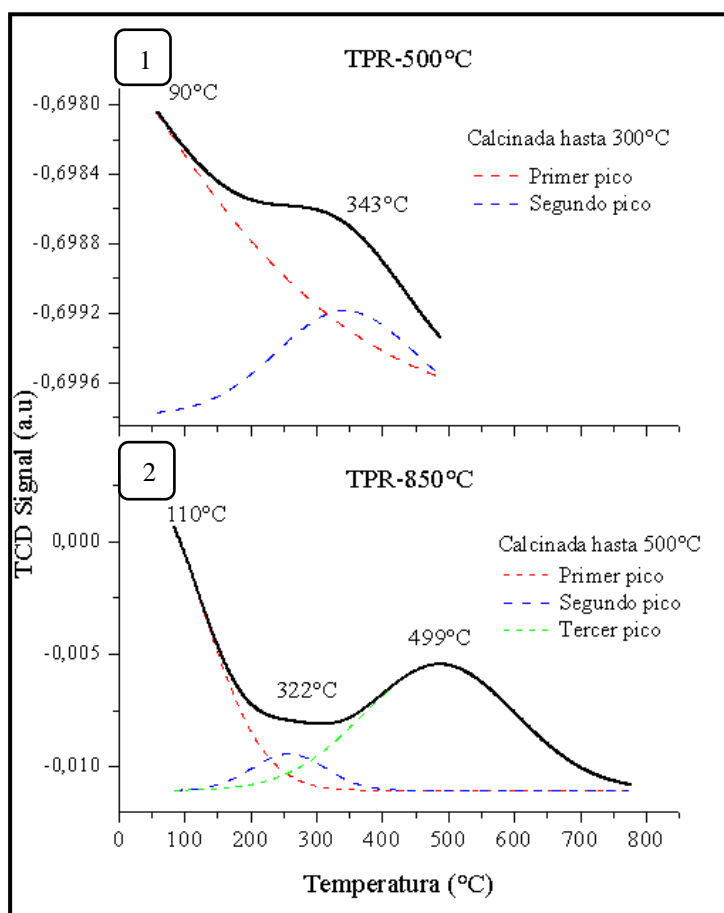 1
TPR-500°C
90°C
-0,6980
-0,6984
-0,6988
-0,6992
-0,6996
Calcinada hasta 300°C
Primer pico
Segundo pico
343°C
TCD Signal (a.u)
2
TPR-850°C
110°C
0,000
-0,005
-0,010
Calcinada hasta 500°C
Primer pico
Segundo pico
Tercer pico
499°C
322°C
0 100 200 300 400 500 600 700 800
Temperatura (°C)